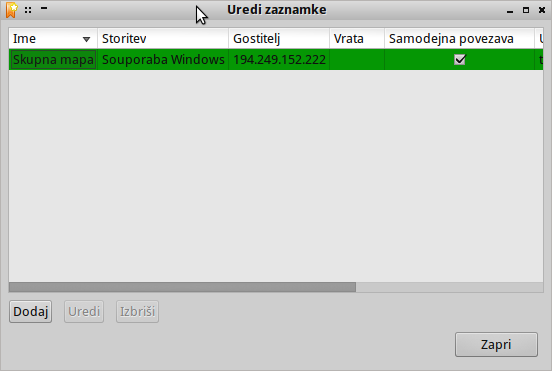 Uredi zaznamke
Ime Storitev Gostitelj Vrata Samodejna povezava U
Skupna mapa Souporaba Windows 194.249.152.222 t
Dodaj Uredi Izbriši
Zapri